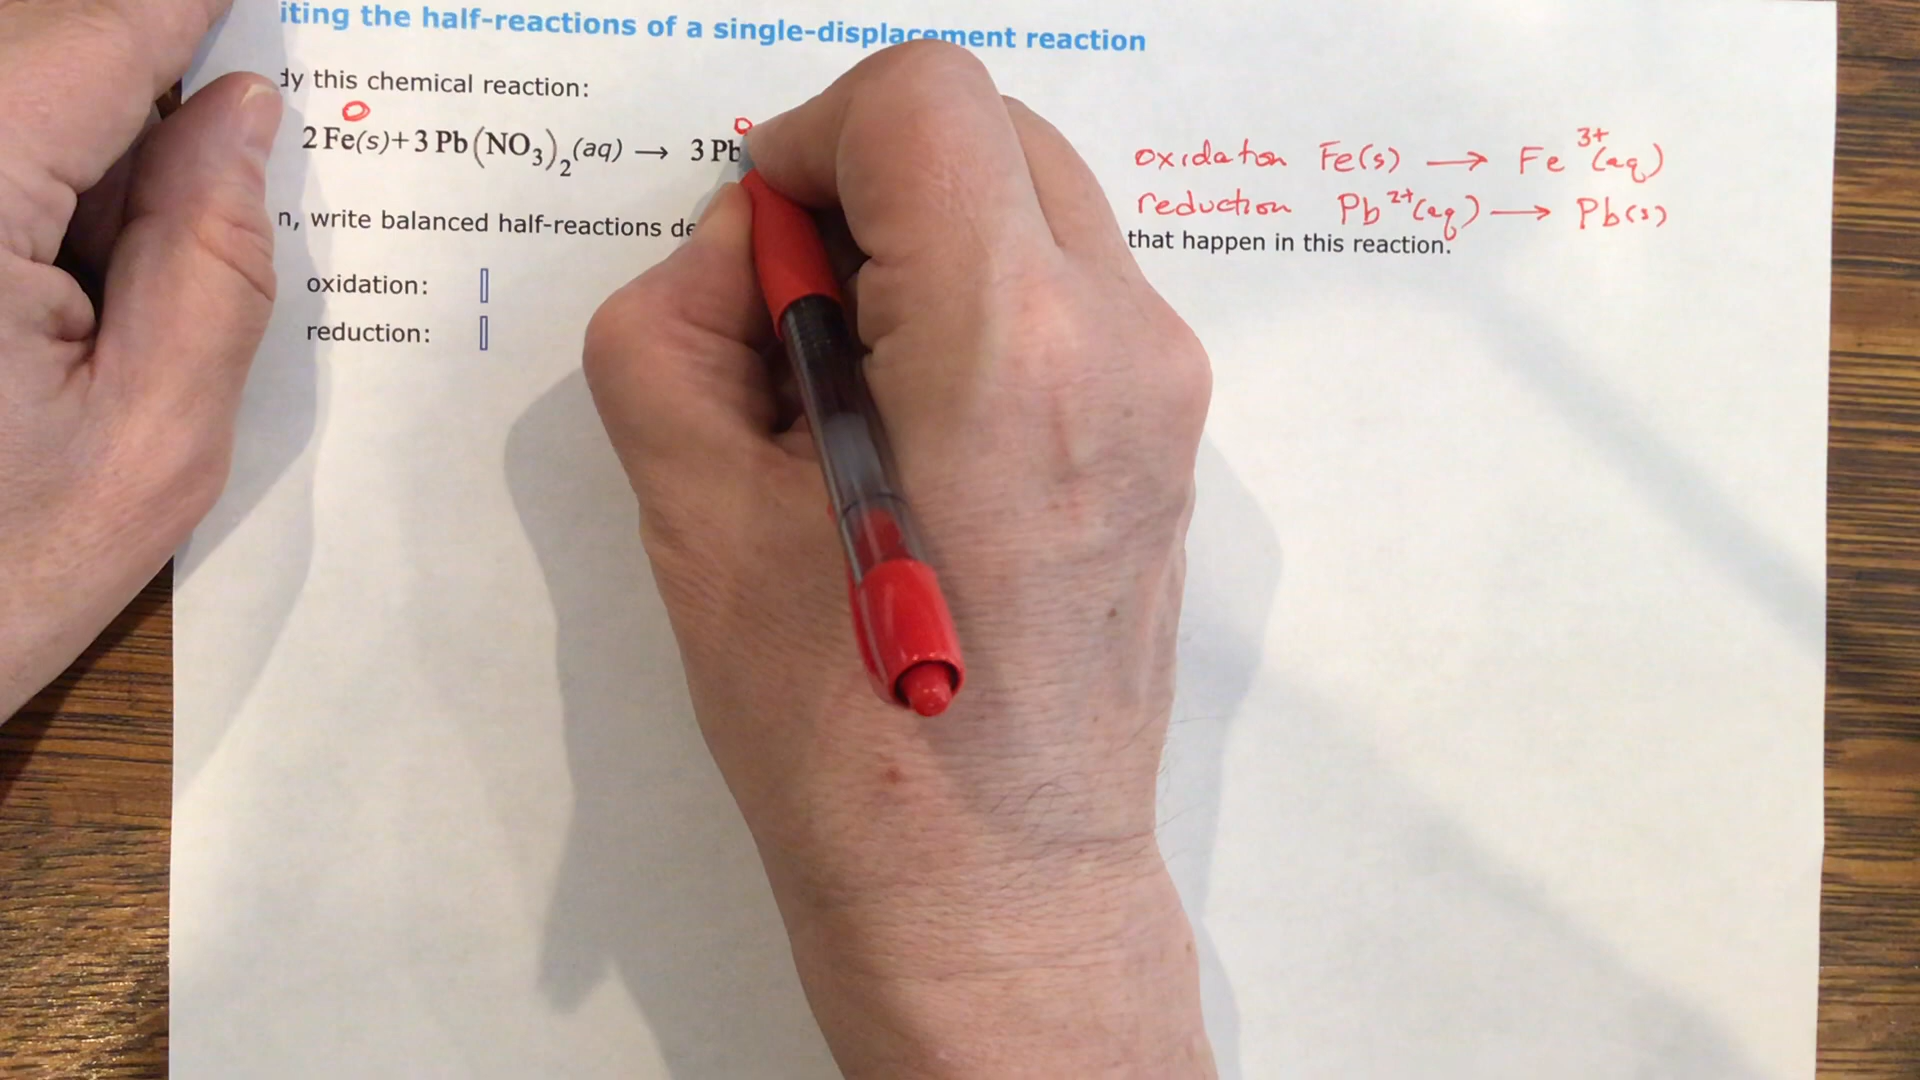 iting the half-reactions of a single-displacement reaction
dy this chemical reaction:
0 0
2 Fe(s)+3 Pb(NO₃)₂(aq) → 3 Pb
oxidation Fe(s) → Fe³⁺(aq)
reduction Pb²⁺(aq) → Pb(s)
n, write balanced half-reactions de that happen in this reaction.
oxidation:
reduction: